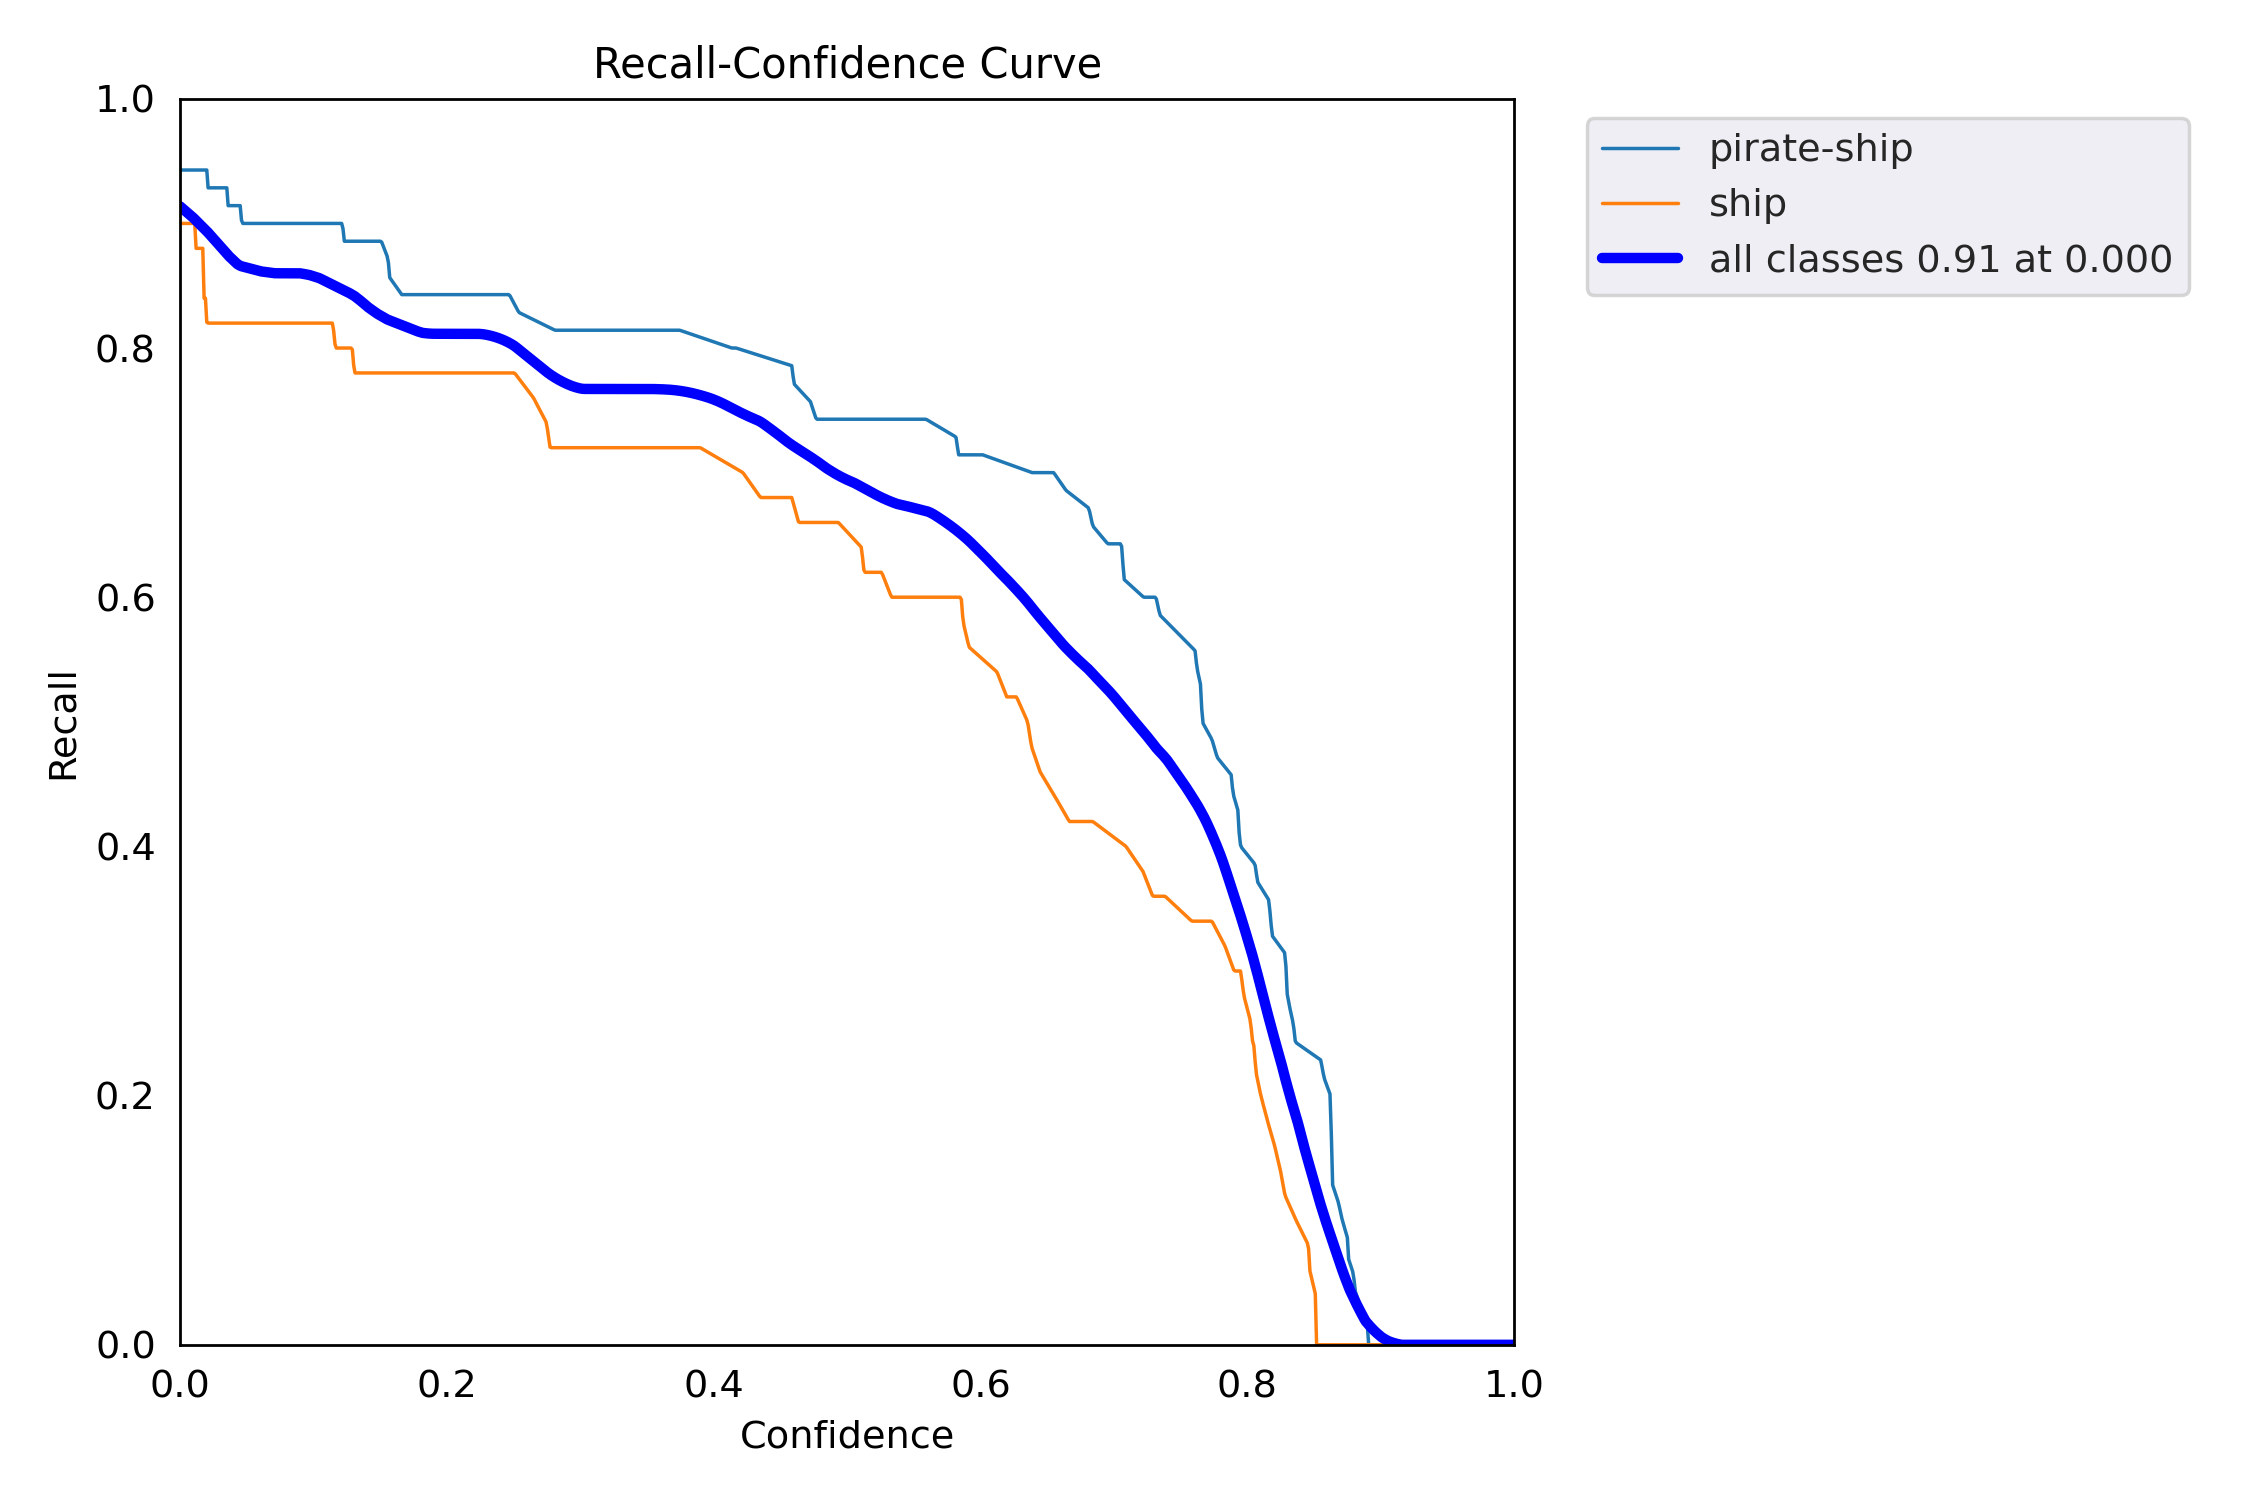 Recall-Confidence Curve
1.0
0.8
0.6
0.4
0.2
0.0
Recall
0.0 0.2 0.4 0.6 0.8 1.0
Confidence
pirate-ship
ship
all classes 0.91 at 0.000